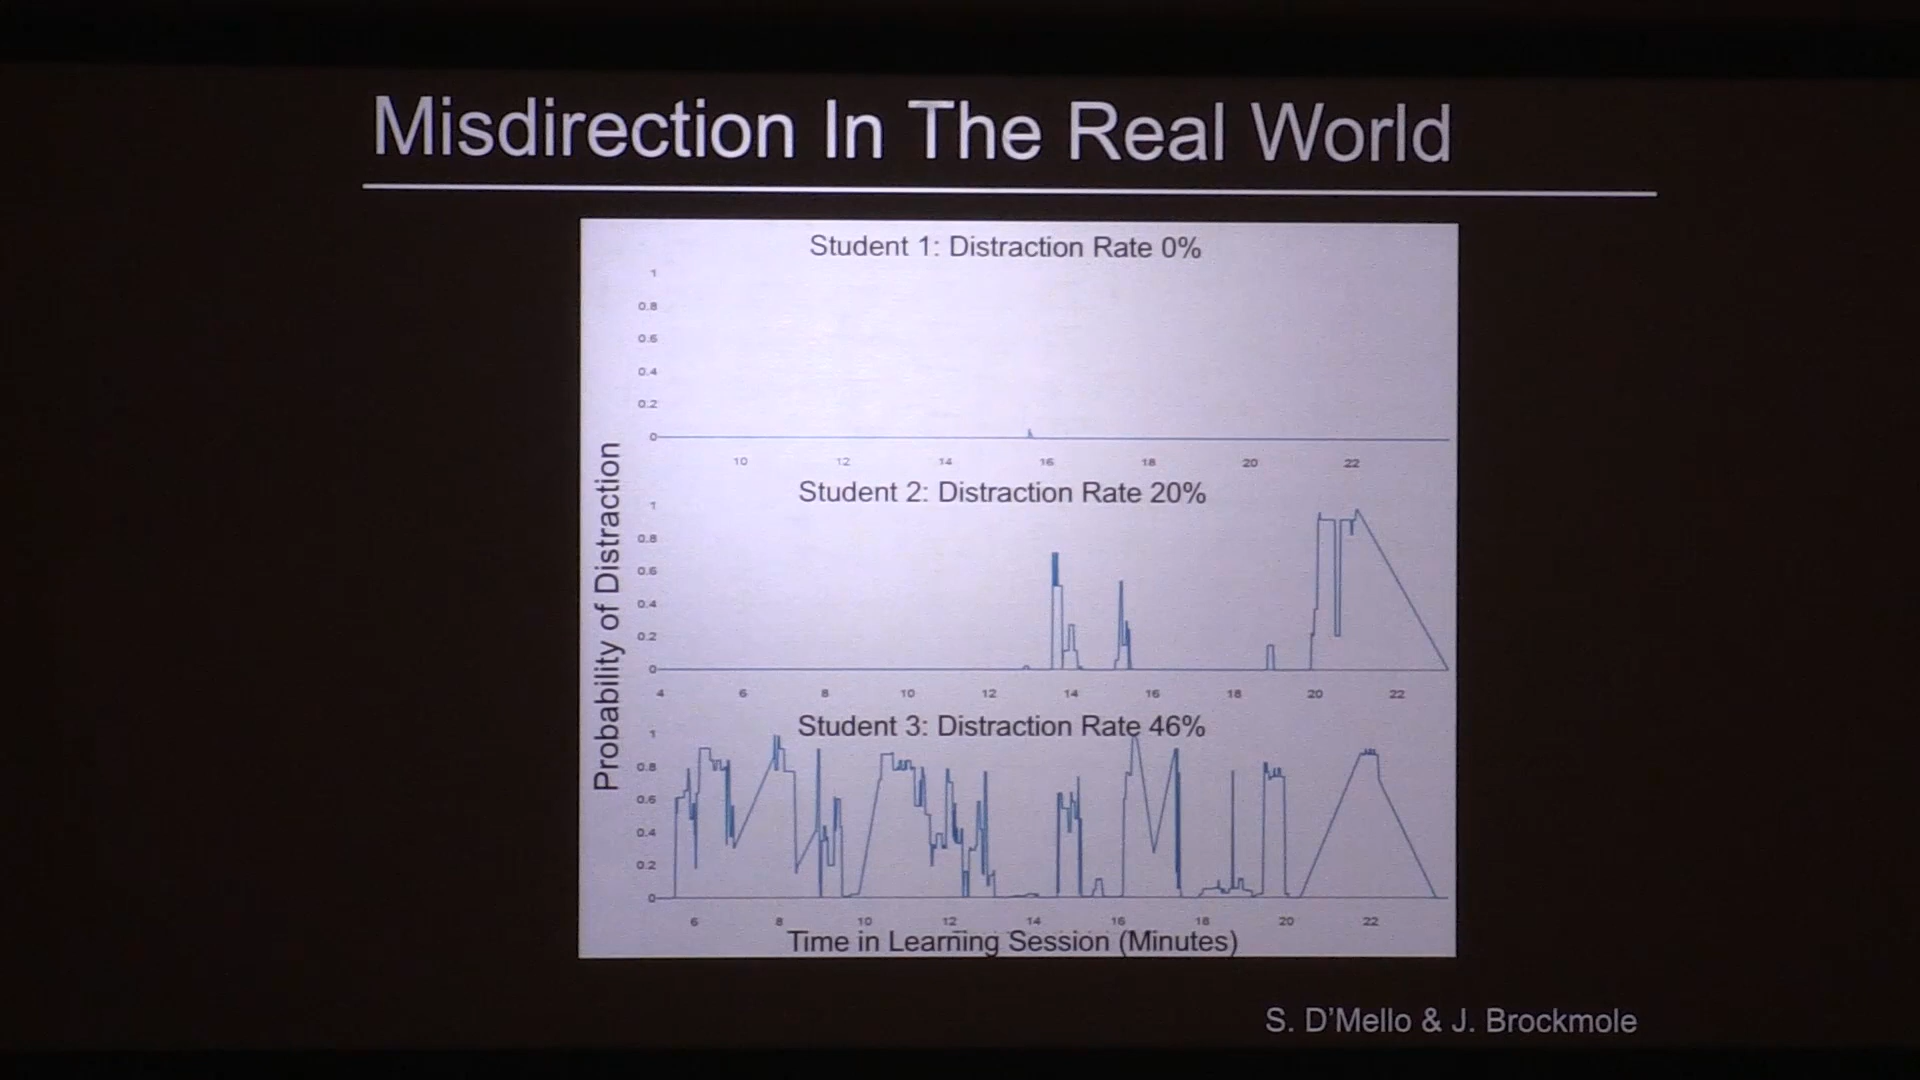 Misdirection In The Real World
Student 1: Distraction Rate 0%
1
0.8
0.6
0.4
0.2
0
10 12 14 16 18 20 22
Student 2: Distraction Rate 20%
1
0.8
0.6
0.4
0.2
0
4 6 8 10 12 14 16 18 20 22
Student 3: Distraction Rate 46%
1
0.8
0.6
0.4
0.2
0
6 8 10 12 14 16 18 20 22
Probability of Distraction
Time in Learning Session (Minutes)
S. D'Mello & J. Brockmole